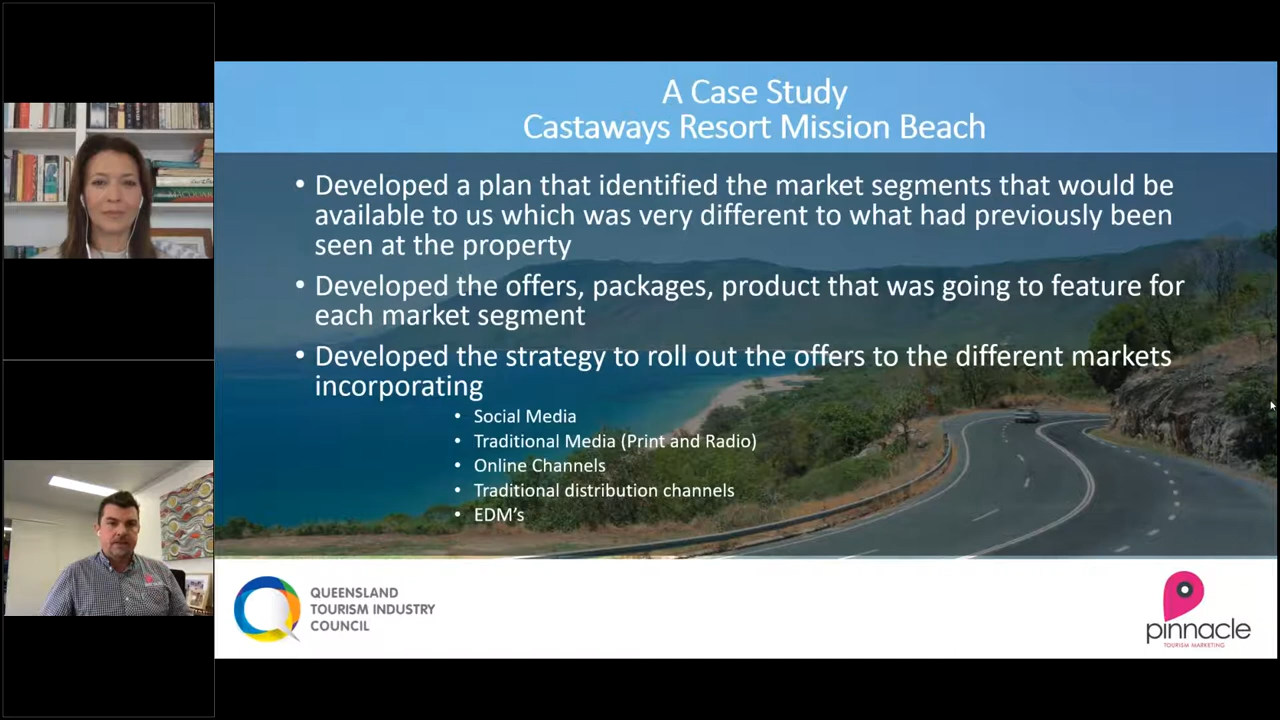 A Case Study
Castaways Resort Mission Beach
• Developed a plan that identified the market segments that would be
available to us which was very different to what had previously been
seen at the property
• Developed the offers, packages, product that was going to feature for
each market segment
• Developed the strategy to roll out the offers to the different markets
incorporating
• Social Media
• Traditional Media (Print and Radio)
• Online Channels
• Traditional distribution channels
• EDM's
QUEENSLAND
TOURISM INDUSTRY
COUNCIL
pinnacle
TOURISM MARKETING